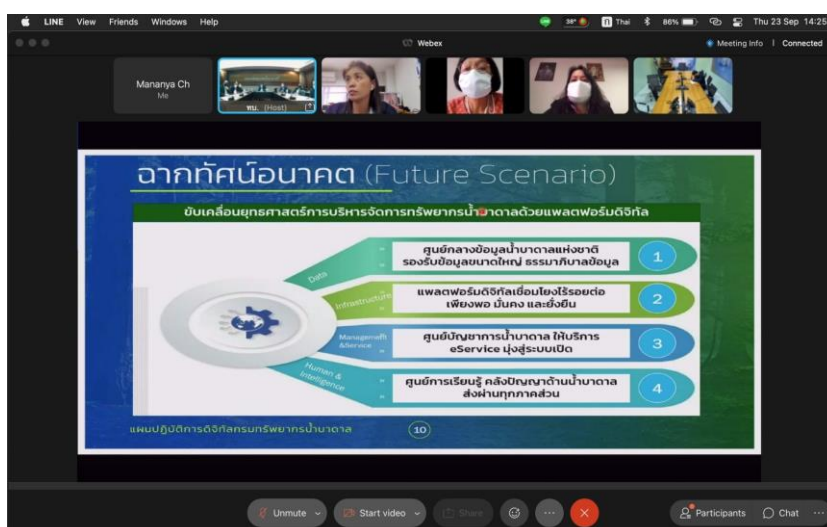 LINE View Friends Windows Help
38° Thai 86% Thu 23 Sep 14:25
Webex
Meeting Info | Connected
Mananya Ch
Me
ทบ. (Host)
ฉากทัศน์อนาคต (Future Scenario)
ขับเคลื่อนยุทธศาสตร์การบริหารจัดการทรัพยากรน้ำบาดาลด้วยแพลตฟอร์มดิจิทัล
Data
ศูนย์กลางข้อมูลน้ำบาดาลแห่งชาติ
รองรับข้อมูลขนาดใหญ่ ธรรมาภิบาลข้อมูล
1
Infrastructure
แพลตฟอร์มดิจิทัลเชื่อมโยงไร้รอยต่อ
เพียงพอ มั่นคง และยั่งยืน
2
Management
&Service
ศูนย์บัญชาการน้ำบาดาล ให้บริการ
eService มุ่งสู่ระบบเปิด
3
Human &
Intelligence
ศูนย์การเรียนรู้ คลังปัญญาด้านน้ำบาดาล
ส่งผ่านทุกภาคส่วน
4
แผนปฏิบัติการดิจิทัลกรมทรัพยากรน้ำบาดาล
10
Unmute
Start video
Share
Participants
Chat